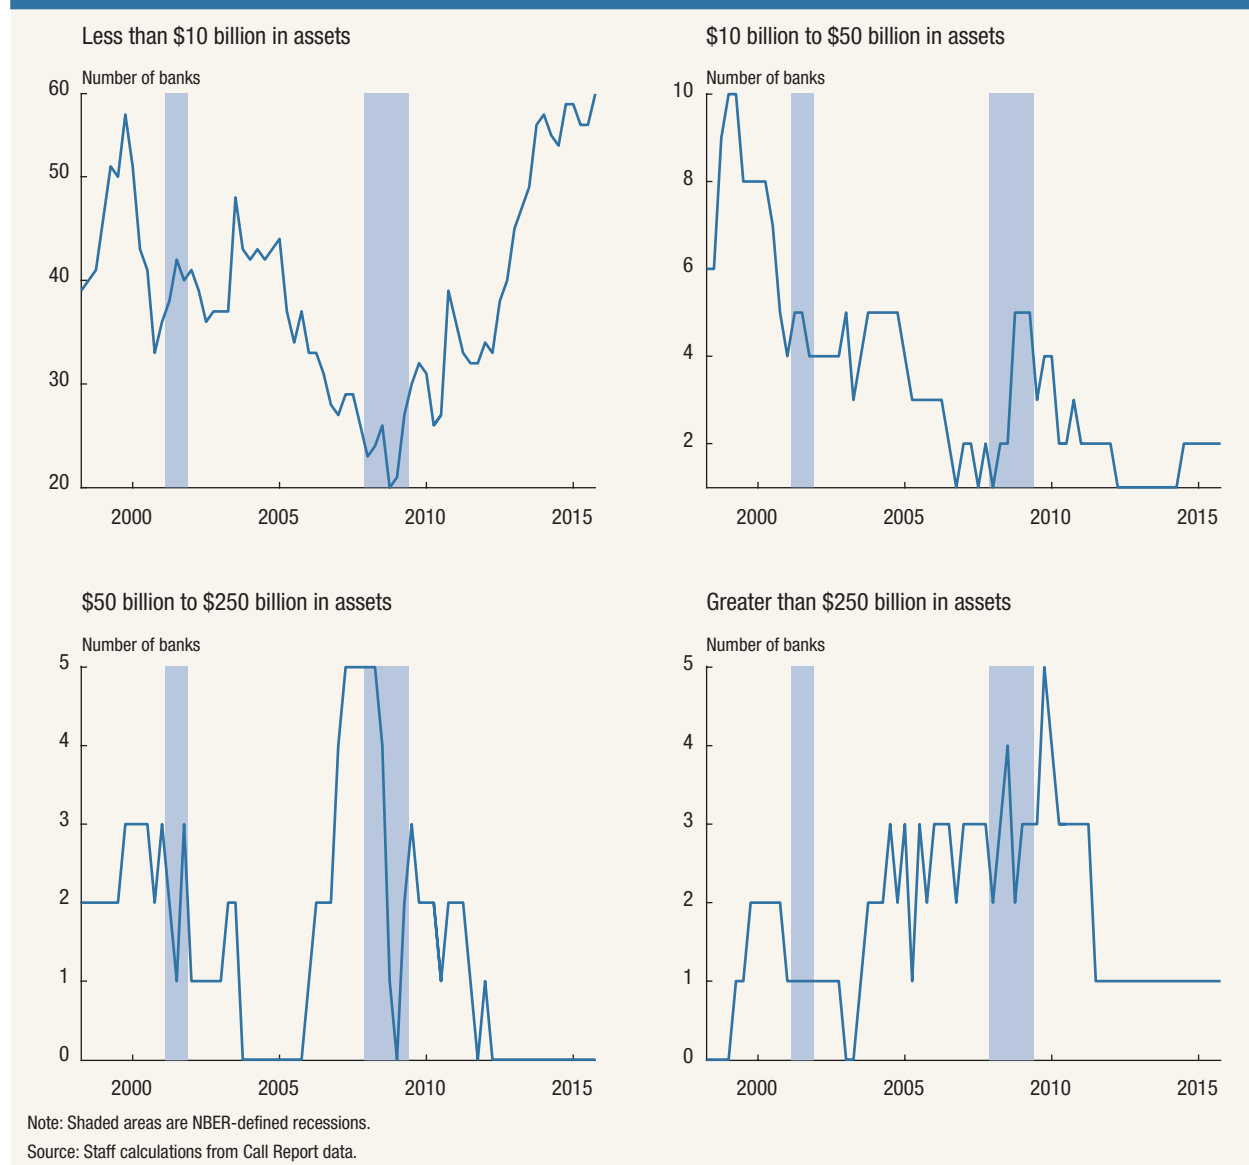 Less than $10 billion in assets
Number of banks
60
50
40
30
20
2000 2005 2010 2015
$10 billion to $50 billion in assets
Number of banks
10
8
6
4
2
2000 2005 2010 2015
$50 billion to $250 billion in assets
Number of banks
5
4
3
2
1
0
2000 2005 2010 2015
Greater than $250 billion in assets
Number of banks
5
4
3
2
1
0
2000 2005 2010 2015
Note: Shaded areas are NBER-defined recessions.
Source: Staff calculations from Call Report data.